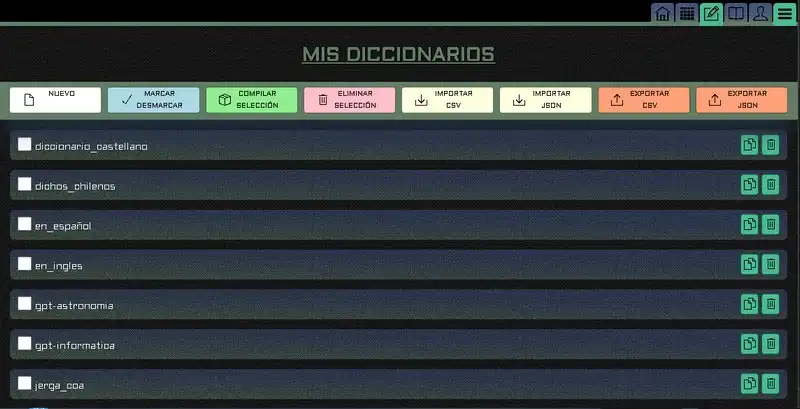 MIS DICCIONARIOS
NUEVO
MARCAR
DESMARCAR
COMPILAR
SELECCIÓN
ELIMINAR
SELECCIÓN
IMPORTAR
CSV
IMPORTAR
JSON
EXPORTAR
CSV
EXPORTAR
JSON
diccionario_castellano
dichos_chilenos
en_español
en_ingles
gpt-astronomia
gpt-informatica
jerga_coa